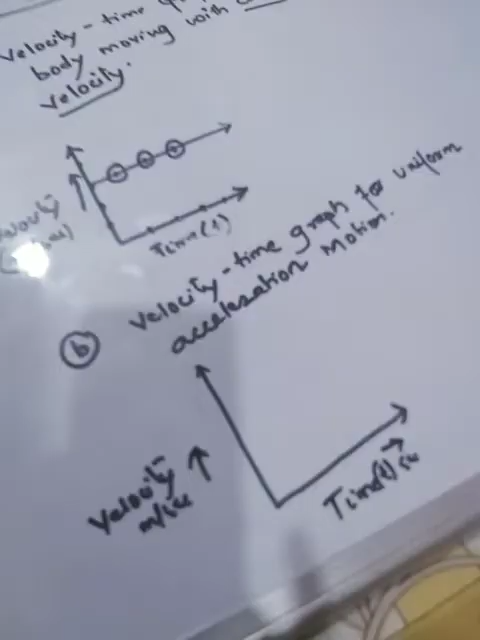 Velocity - time
body moving with
velocity.
Time(t)
(b) Velocity - time graph for uniform
acceleration motion.
Velocity
m/sec
Time(t) sec